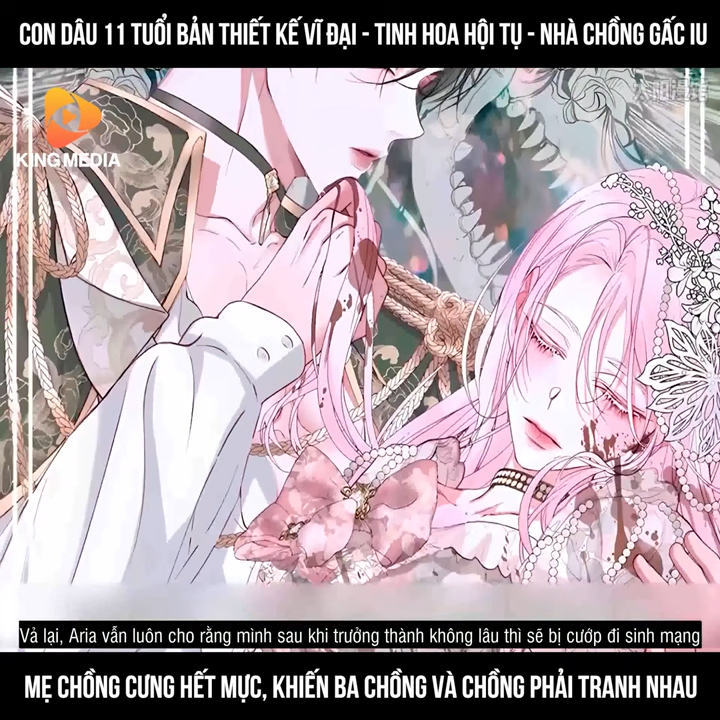 CON DÂU 11 TUỔI BẢN THIẾT KẾ VĨ ĐẠI - TINH HOA HỘI TỤ - NHÀ CHỒNG GẤC IU
KING MEDIA
Vả lại, Aria vẫn luôn cho rằng mình sau khi trưởng thành không lâu thì sẽ bị cướp đi sinh mạng
MẸ CHỒNG CƯNG HẾT MỰC, KHIẾN BA CHỒNG VÀ CHỒNG PHẢI TRANH NHAU